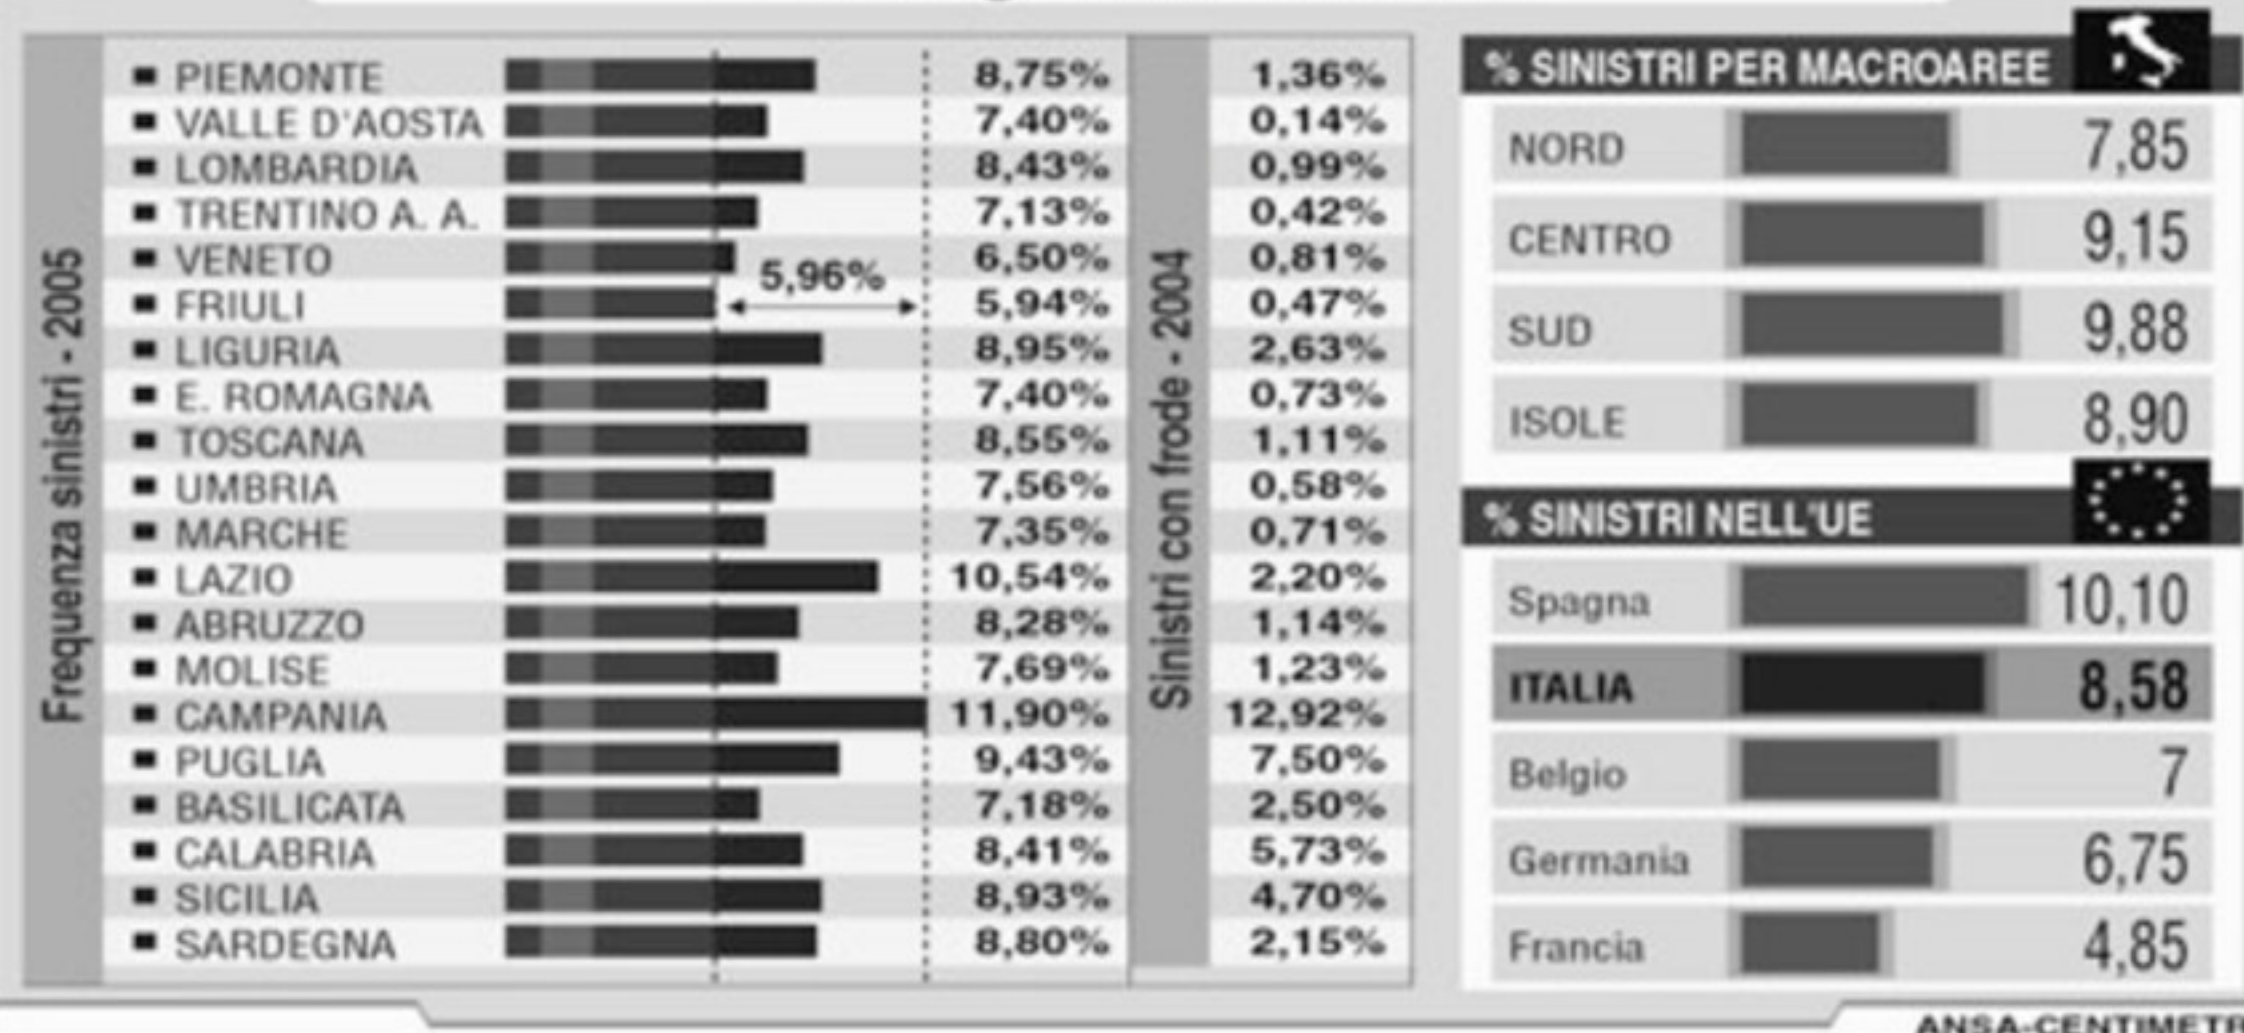 Frequenza sinistri - 2005
Sinistri con frode - 2004
PIEMONTE 8,75% 1,36%
VALLE D'AOSTA 7,40% 0,14%
LOMBARDIA 8,43% 0,99%
TRENTINO A. A. 7,13% 0,42%
VENETO 6,50% 0,81%
5,96%
FRIULI 5,94% 0,47%
LIGURIA 8,95% 2,63%
E. ROMAGNA 7,40% 0,73%
TOSCANA 8,55% 1,11%
UMBRIA 7,56% 0,58%
MARCHE 7,35% 0,71%
LAZIO 10,54% 2,20%
ABRUZZO 8,28% 1,14%
MOLISE 7,69% 1,23%
CAMPANIA 11,90% 12,92%
PUGLIA 9,43% 7,50%
BASILICATA 7,18% 2,50%
CALABRIA 8,41% 5,73%
SICILIA 8,93% 4,70%
SARDEGNA 8,80% 2,15%
% SINISTRI PER MACROAREE
NORD 7,85
CENTRO 9,15
SUD 9,88
ISOLE 8,90
% SINISTRI NELL'UE
Spagna 10,10
ITALIA 8,58
Belgio 7
Germania 6,75
Francia 4,85
ANSA-CENTIMETR